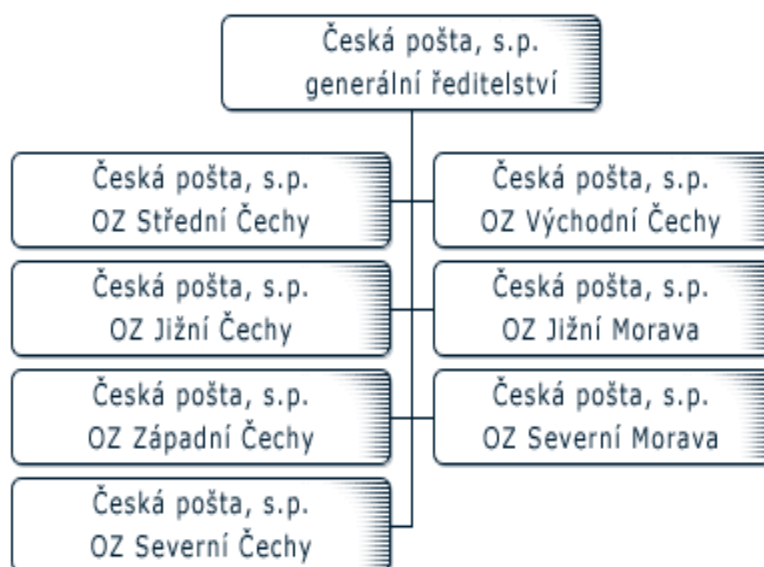 Česká pošta, s.p.
generální ředitelství
Česká pošta, s.p.
OZ Střední Čechy
Česká pošta, s.p.
OZ Východní Čechy
Česká pošta, s.p.
OZ Jižní Čechy
Česká pošta, s.p.
OZ Jižní Morava
Česká pošta, s.p.
OZ Západní Čechy
Česká pošta, s.p.
OZ Severní Morava
Česká pošta, s.p.
OZ Severní Čechy